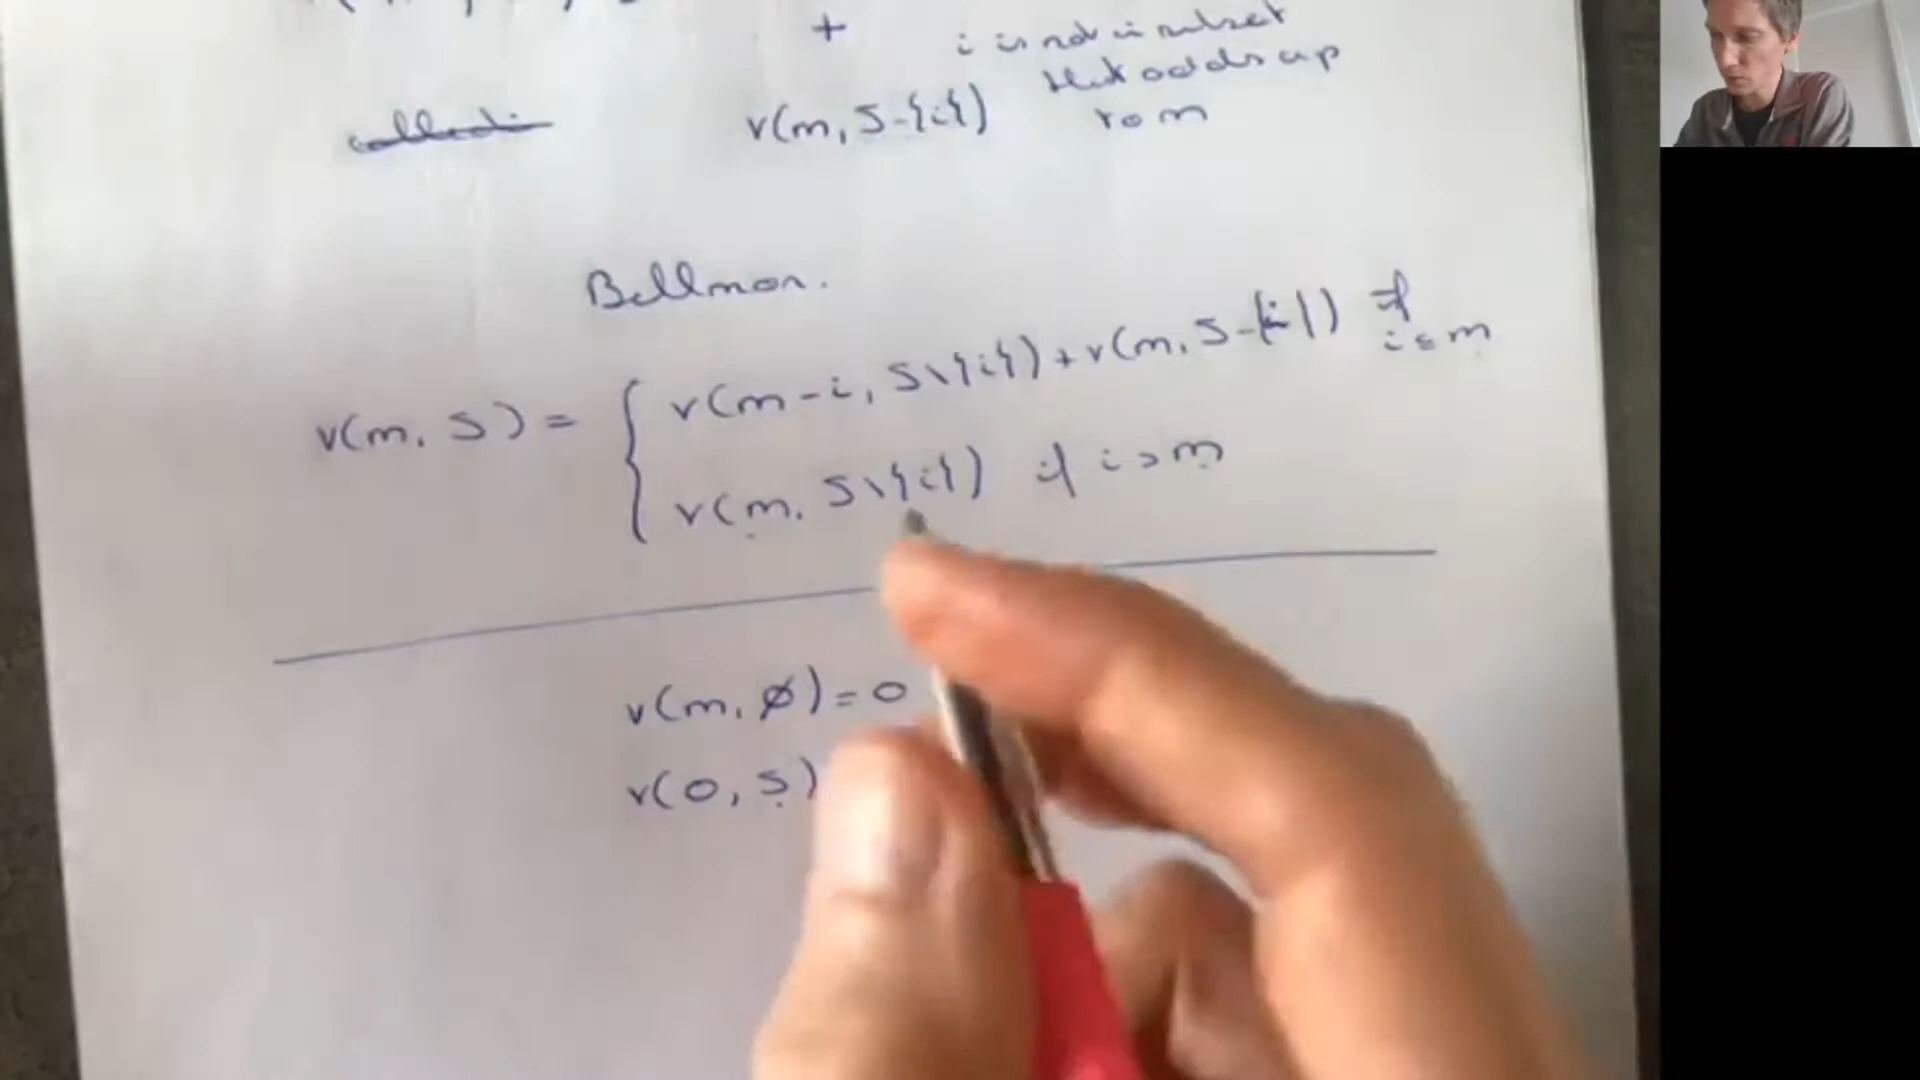 +
i is not in subset
that adds up
v(m, S-{i}) to m
Bellman.
v(m, S) = { v(m-i, S\{i}) + v(m, S-{i}) if i ≤ m
v(m, S\{i}) if i > m
v(m, ∅) = 0
v(0, S)